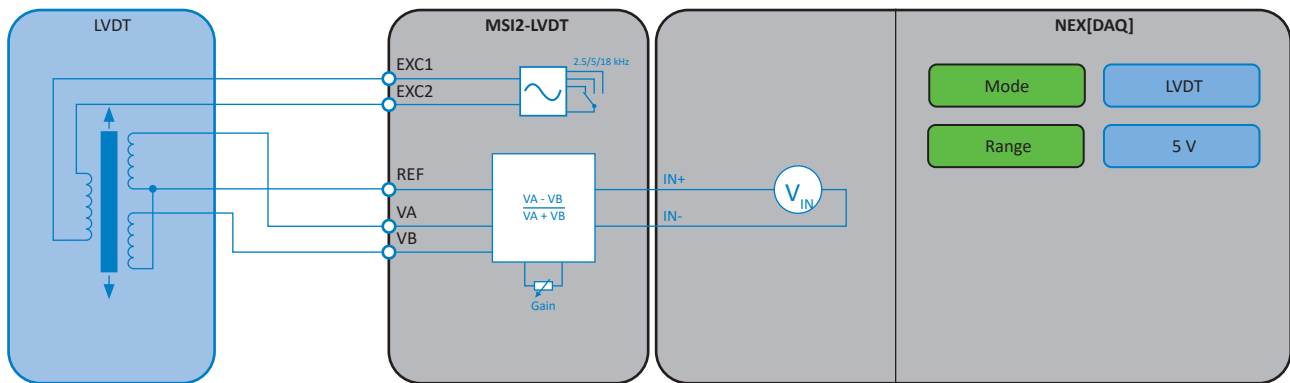 LVDT
MSI2-LVDT
NEX[DAQ]
EXC1
2.5/5/18 kHz
EXC2
Mode
LVDT
Range
5 V
REF
VA
VB
VA - VB
VA + VB
Gain
IN+
IN-
VIN